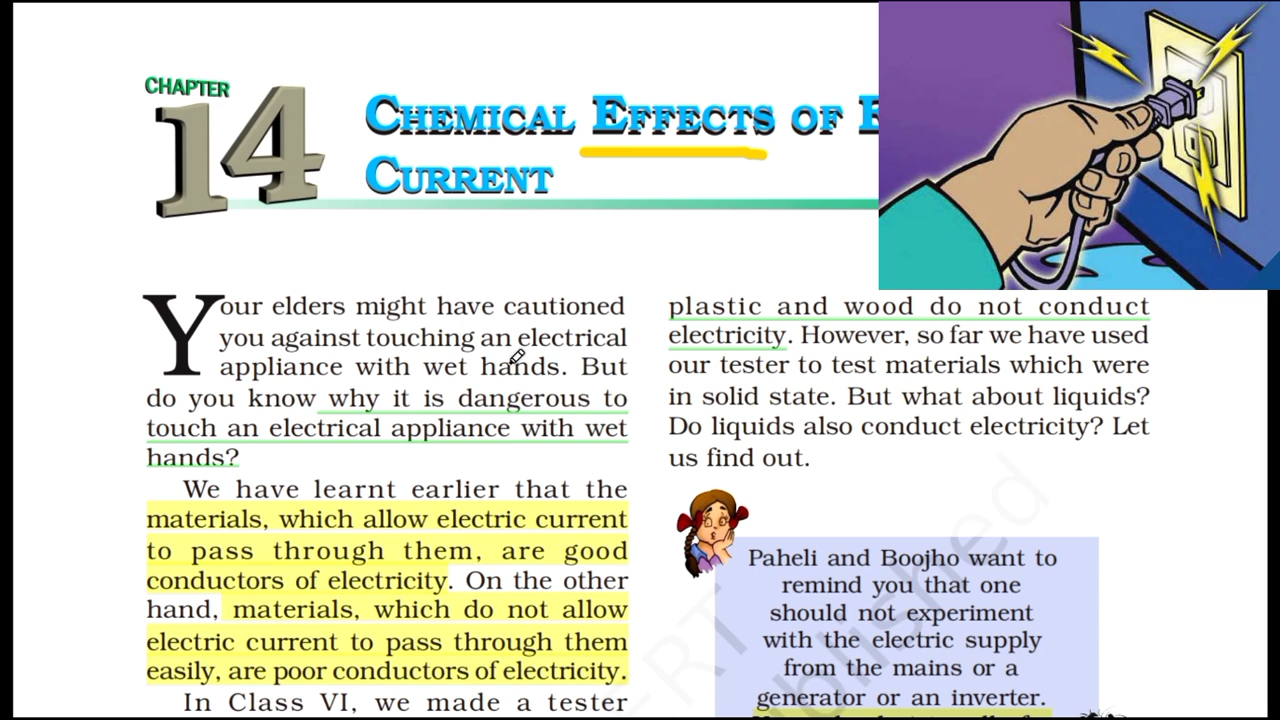 CHAPTER
14
CHEMICAL EFFECTS OF
CURRENT
Your elders might have cautioned
you against touching an electrical
appliance with wet hands. But
do you know why it is dangerous to
touch an electrical appliance with wet
hands?
We have learnt earlier that the
materials, which allow electric current
to pass through them, are good
conductors of electricity. On the other
hand, materials, which do not allow
electric current to pass through them
easily, are poor conductors of electricity.
In Class VI, we made a tester
plastic and wood do not conduct
electricity. However, so far we have used
our tester to test materials which were
in solid state. But what about liquids?
Do liquids also conduct electricity? Let
us find out.
Paheli and Boojho want to
remind you that one
should not experiment
with the electric supply
from the mains or a
generator or an inverter.